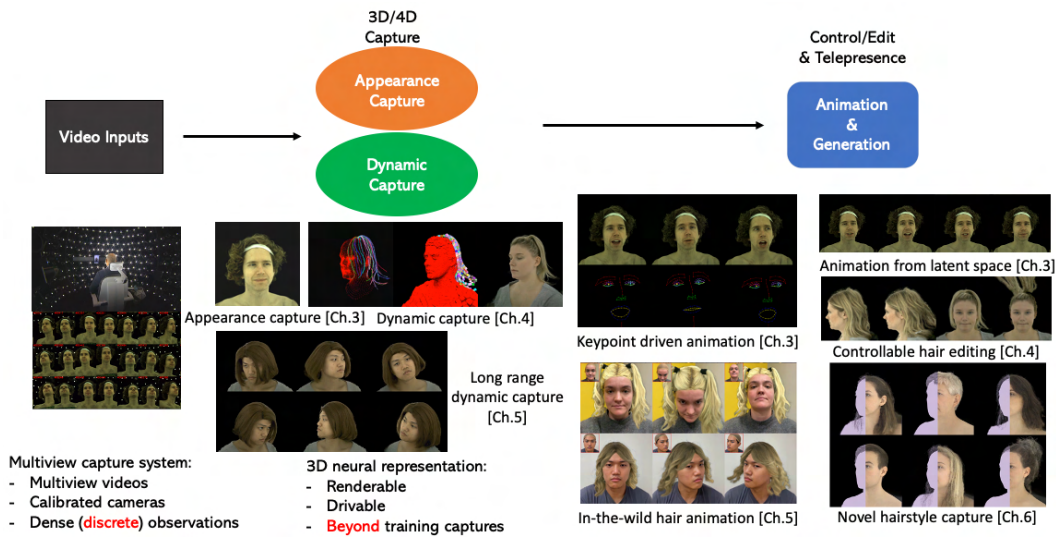 3D/4D
Capture
Control/Edit
& Telepresence
Video Inputs
Appearance
Capture
Dynamic
Capture
Animation
&
Generation
Appearance capture [Ch.3]
Dynamic capture [Ch.4]
Long range
dynamic capture
[Ch.5]
Keypoint driven animation [Ch.3]
Animation from latent space [Ch.3]
Controllable hair editing [Ch.4]
In-the-wild hair animation [Ch.5]
Novel hairstyle capture [Ch.6]
Multiview capture system:
- Multiview videos
- Calibrated cameras
- Dense (discrete) observations
3D neural representation:
- Renderable
- Drivable
- Beyond training captures